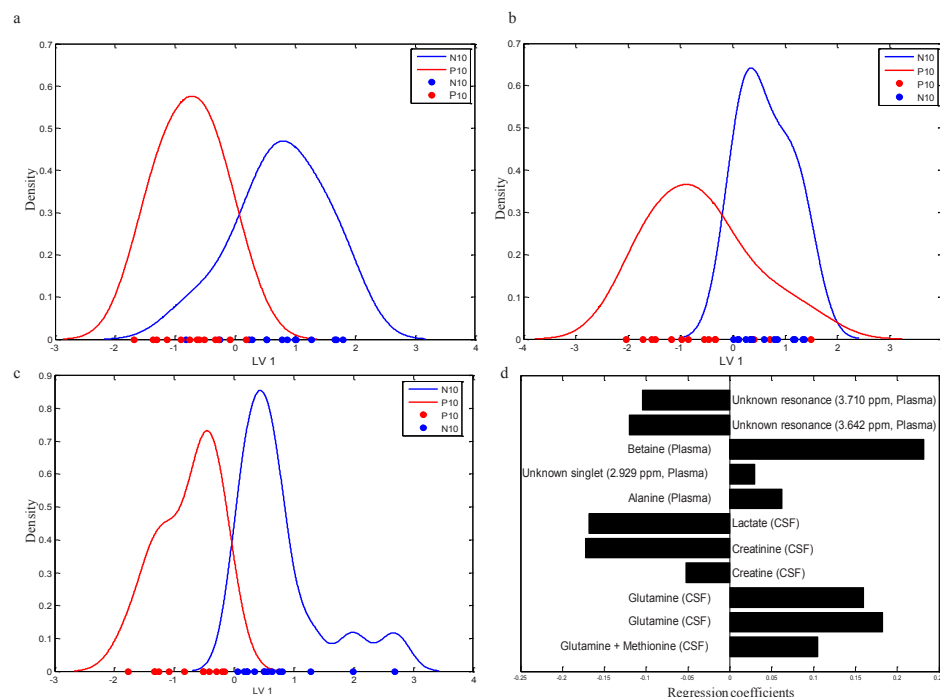 a
0.7
0.6
0.5
0.4
0.3
0.2
0.1
0
-3 -2 -1 0 1 2 3 4
Density
LV 1
N10
P10
N10
P10
b
0.7
0.6
0.5
0.4
0.3
0.2
0.1
0
-4 -3 -2 -1 0 1 2 3 4
Density
LV 1
N10
P10
P10
N10
c
0.9
0.8
0.7
0.6
0.5
0.4
0.3
0.2
0.1
0
-3 -2 -1 0 1 2 3 4
Density
LV 1
N10
P10
P10
N10
d
Unknown resonance (3.710 ppm, Plasma)
Unknown resonance (3.642 ppm, Plasma)
Betaine (Plasma)
Unknown singlet (2.929 ppm, Plasma)
Alanine (Plasma)
Lactate (CSF)
Creatinine (CSF)
Creatine (CSF)
Glutamine (CSF)
Glutamine (CSF)
Glutamine + Methionine (CSF)
-0.25 -0.2 -0.15 -0.1 -0.05 0 0.05 0.1 0.15 0.2
Regression coefficients